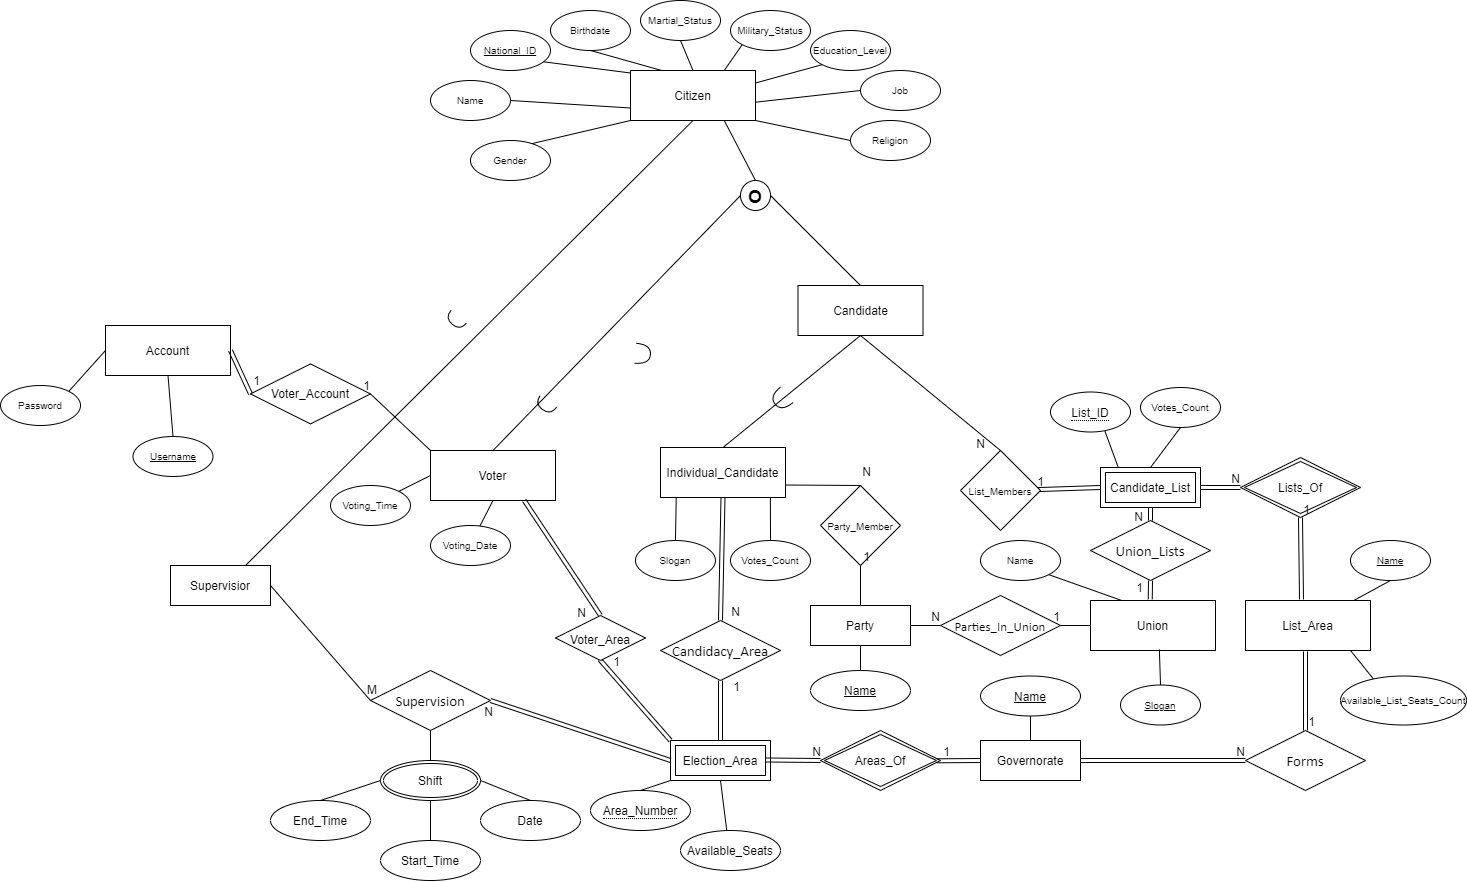 Martial_Status
Birthdate
Military_Status
National_ID
Education_Level
Job
Citizen
Name
Religion
Gender
O
Candidate
Account
1
1
Voter_Account
Password
List_ID
Votes_Count
Username
N
Voter
Individual_Candidate
N
1
Candidate_List
N
Lists_Of
List_Members
1
Voting_Time
N
Party_Member
Voting_Date
Union_Lists
Slogan
Votes_Count
1
Name
Name
Supervisior
1
N
N
N
1
Voter_Area
Party
Parties_In_Union
Union
List_Area
Candidacy_Area
1
M
1
Name
Name
Available_List_Seats_Count
Supervision
N
Slogan
1
N
1
N
Election_Area
Areas_Of
Governorate
Forms
Shift
End_Time
Date
Area_Number
Available_Seats
Start_Time